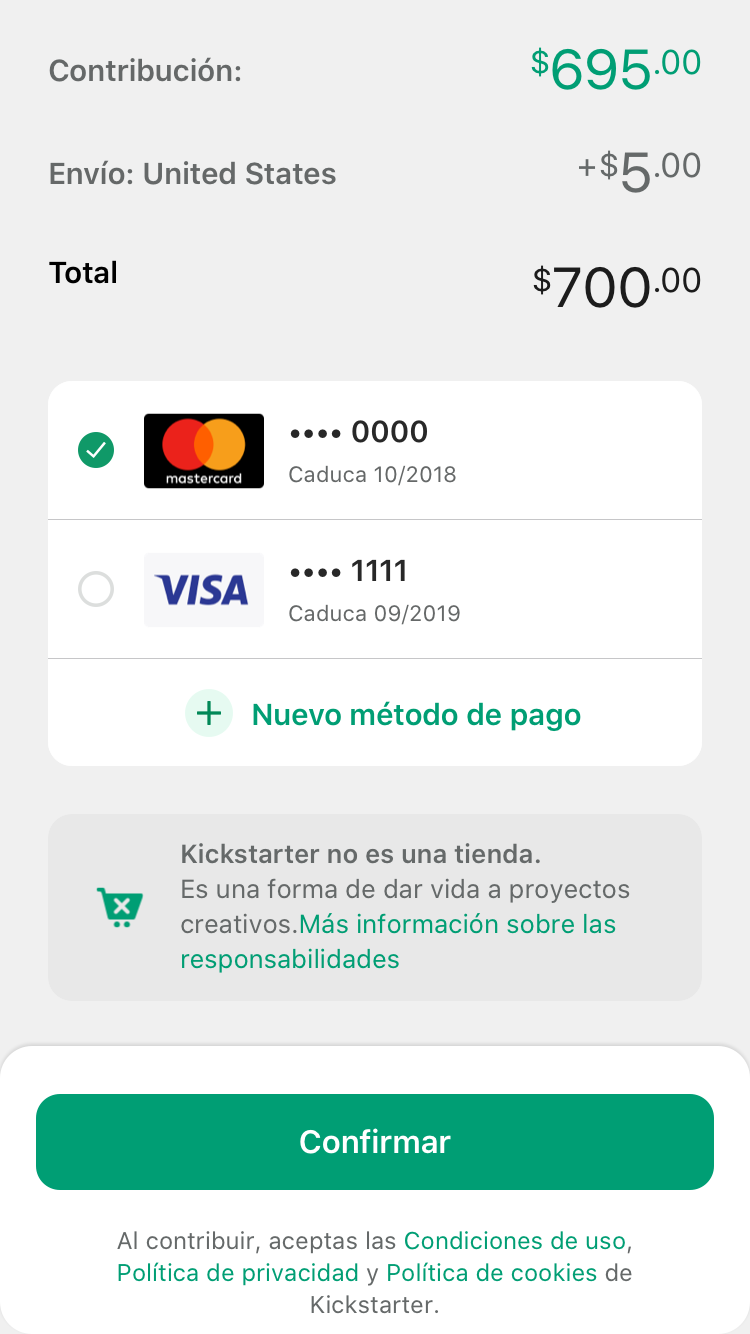 Contribución: $695.00
Envío: United States +$5.00
Total $700.00
mastercard
•••• 0000
Caduca 10/2018
VISA
•••• 1111
Caduca 09/2019
+ Nuevo método de pago
Kickstarter no es una tienda.
Es una forma de dar vida a proyectos
creativos.Más información sobre las
responsabilidades
Confirmar
Al contribuir, aceptas las Condiciones de uso,
Política de privacidad y Política de cookies de
Kickstarter.